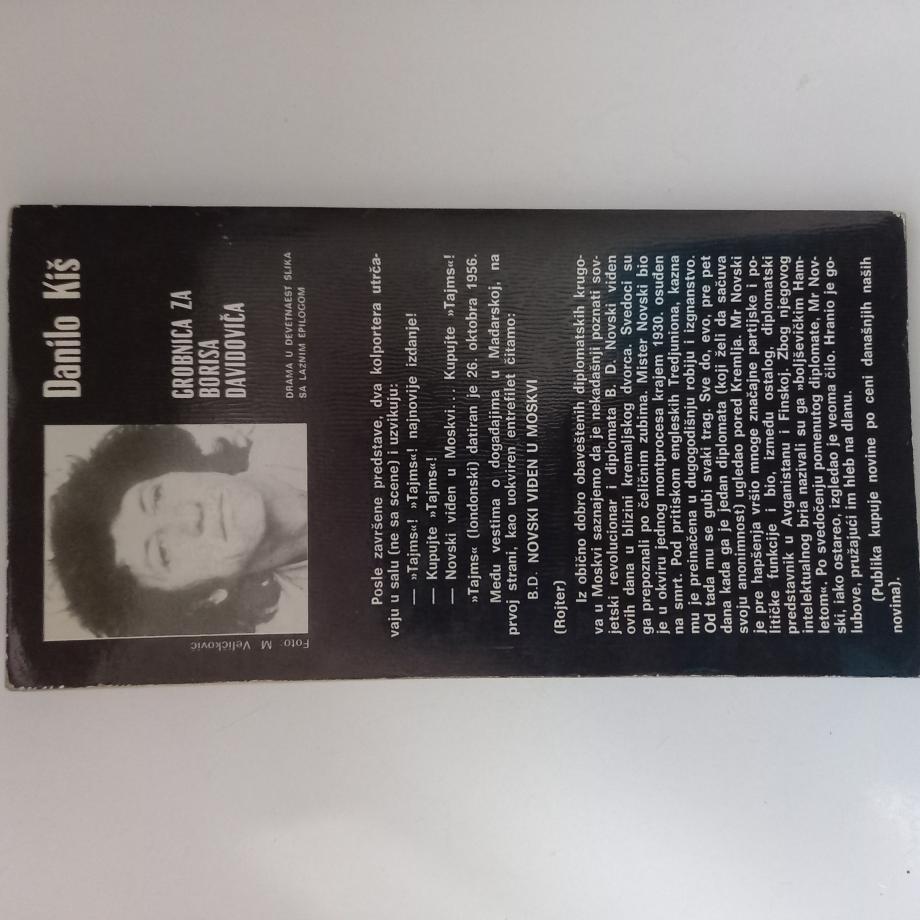 Danilo Kiš
GROBNICA ZA
BORISA
DAVIDOVIČA
DRAMA U DEVETNAEST SLIKA
SA LAŽNIM EPILOGOM
Foto: M Veličković
Posle završne predstave, dva kolportera utrča-
vaju u salu (ne sa scene) i uzvikuju:
— »Tajms«! »Tajms«! najnovije izdanje!
— Kupujte »Tajms«!
— Novski viđen u Moskvi... Kupujte »Tajms«!
»Tajms« (londonski) datiran je 26. oktobra 1956.
Među vestima o događajima u Mađarskoj, na
prvoj strani, kao uokviren entrefilet čitamo:
B.D. NOVSKI VIĐEN U MOSKVI
(Rojter)
Iz obično dobro obaveštenih diplomatskih krugo-
va u Moskvi saznajemo da je nekadašnji poznati sov-
jetski revolucionar i diplomata B. D. Novski viđen
ovih dana u blizini kremaljskog dvorca. Svedoci su
ga prepoznali po čeličnim zubima. Mister Novski bio
je u okviru jednog montprocesa krajem 1930. osuđen
na smrt. Pod pritiskom engleskih Tredjuniona, kazna
mu je preinačena u dugogodišnju robiju i izgnanstvo.
Od tada mu se gubi svaki trag. Sve do, evo, pre pet
dana kada ga je jedan diplomata (koji želi da sačuva
svoju anonimnost) ugledao pored Kremlja. Mr Novski
je pre hapšenja vršio mnoge značajne partijske i po-
litičke funkcije i bio, između ostalog, diplomatski
predstavnik u Avganistanu i Finskoj. Zbog njegovog
intelektualnog bria nazivali su ga »boljševičkim Ham-
letom«. Po svedočenju pomenutog diplomate, Mr Nov-
ski, iako ostareo, izgledao je veoma čilo. Hranio je go-
lubove, pružajući im hleb na dlanu.
(Publika kupuje novine po ceni današnjih naših
novina).